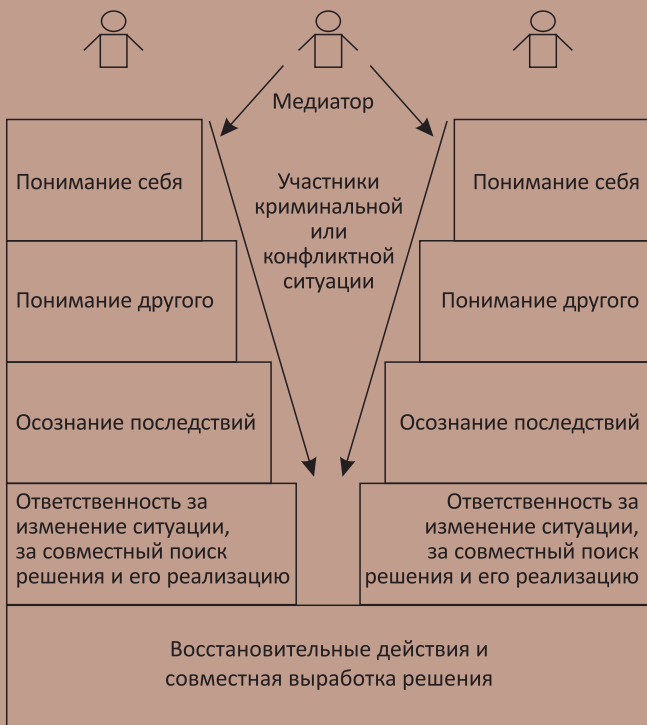 Медиатор
Понимание себя
Участники
криминальной
или
конфликтной
ситуации
Понимание себя
Понимание другого
Понимание другого
Осознание последствий
Осознание последствий
Ответственность за
изменение ситуации,
за совместный поиск
решения и его реализацию
Ответственность за
изменение ситуации,
за совместный поиск
решения и его реализацию
Восстановительные действия и
совместная выработка решения